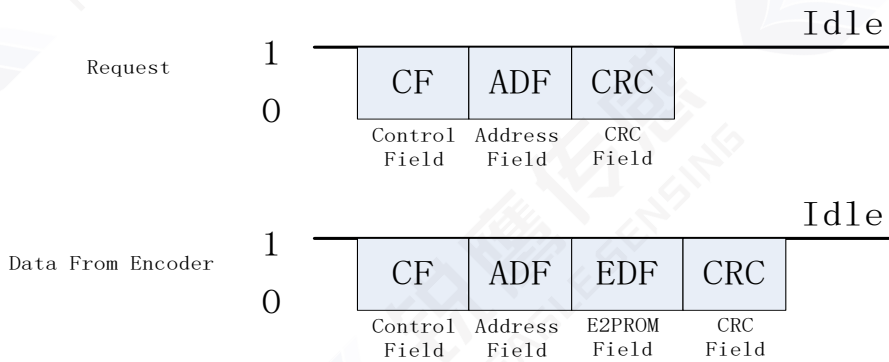 Idle
Request
1
0
CF ADF CRC
Control Address CRC
Field Field Field
Idle
Data From Encoder
1
0
CF ADF EDF CRC
Control Address E2PROM CRC
Field Field Field Field